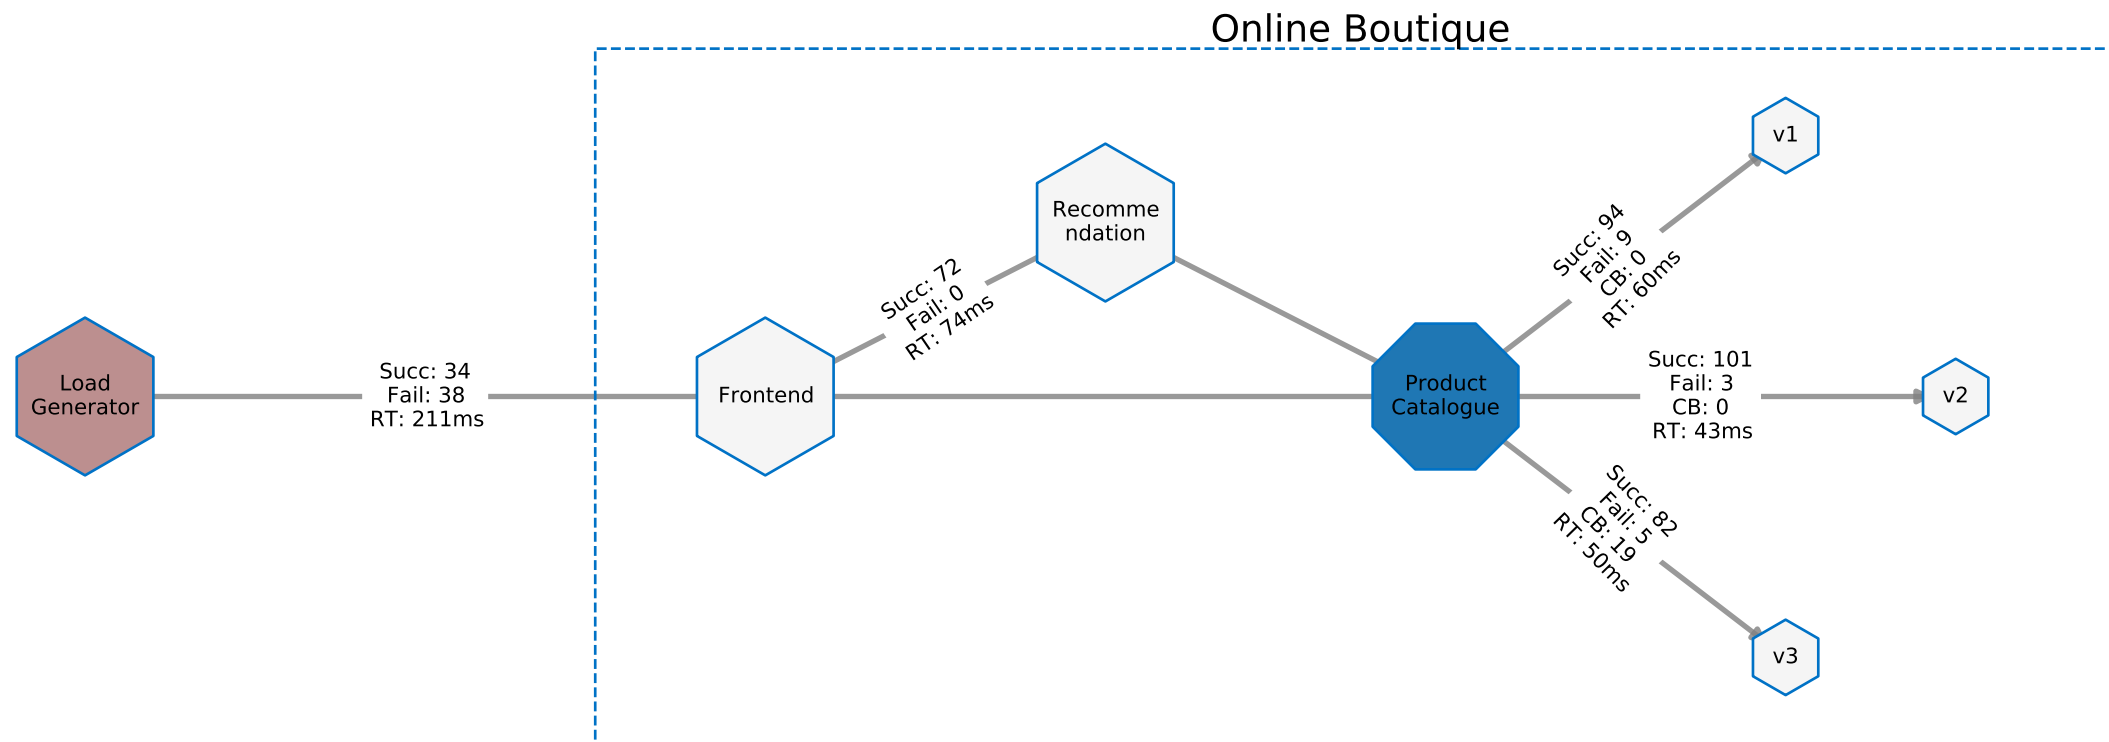 Online Boutique
Load
Generator
Succ: 34
Fail: 38
RT: 211ms
Frontend
Succ: 72
Fail: 0
RT: 74ms
Recomme
ndation
Product
Catalogue
Succ: 94
Fail: 9
CB: 0
RT: 60ms
v1
Succ: 101
Fail: 3
CB: 0
RT: 43ms
v2
Succ: 82
Fail: 5
CB: 19
RT: 50ms
v3